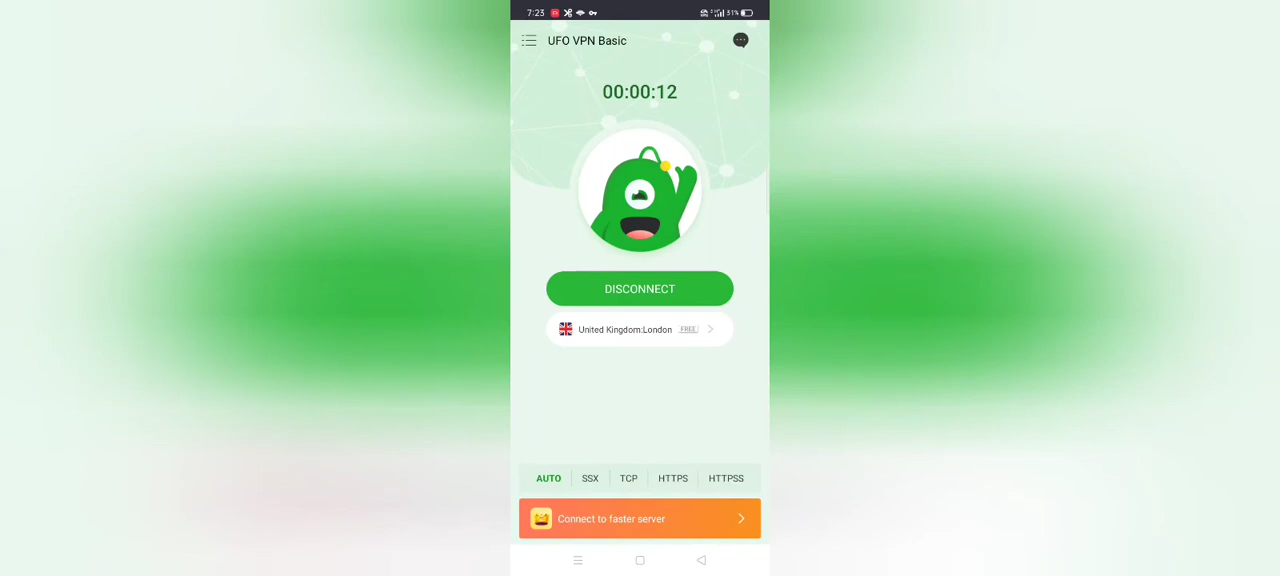 7:23 31%
UFO VPN Basic
00:00:12
DISCONNECT
United Kingdom:London FREE
AUTO SSX TCP HTTPS HTTPSS
Connect to faster server